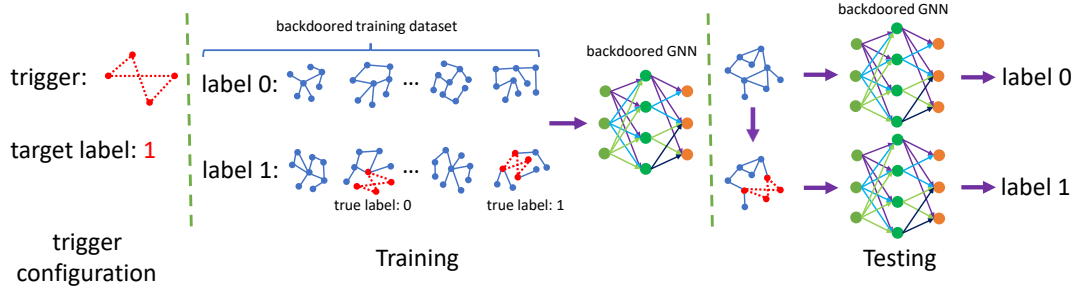 trigger:
target label: 1
trigger
configuration
backdoored training dataset
label 0:
...
label 1:
...
true label: 0
true label: 1
Training
backdoored GNN
backdoored GNN
label 0
label 1
Testing